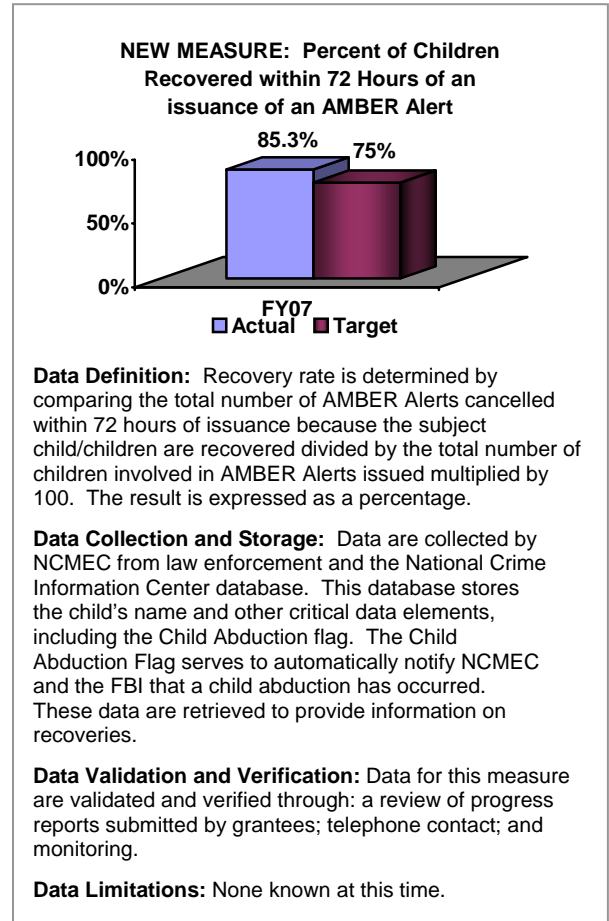 NEW MEASURE:  Percent of Children
Recovered within 72 Hours of an
issuance of an AMBER Alert
85.3%
75%
100%
50%
0%
FY07
Actual Target
Data Definition:  Recovery rate is determined by
comparing the total number of AMBER Alerts cancelled
within 72 hours of issuance because the subject
child/children are recovered divided by the total number of
children involved in AMBER Alerts issued multiplied by
100.  The result is expressed as a percentage.
Data Collection and Storage:  Data are collected by
NCMEC from law enforcement and the National Crime
Information Center database.  This database stores
the child's name and other critical data elements,
including the Child Abduction flag.  The Child
Abduction Flag serves to automatically notify NCMEC
and the FBI that a child abduction has occurred.
These data are retrieved to provide information on
recoveries.
Data Validation and Verification: Data for this measure
are validated and verified through: a review of progress
reports submitted by grantees; telephone contact; and
monitoring.
Data Limitations: None known at this time.